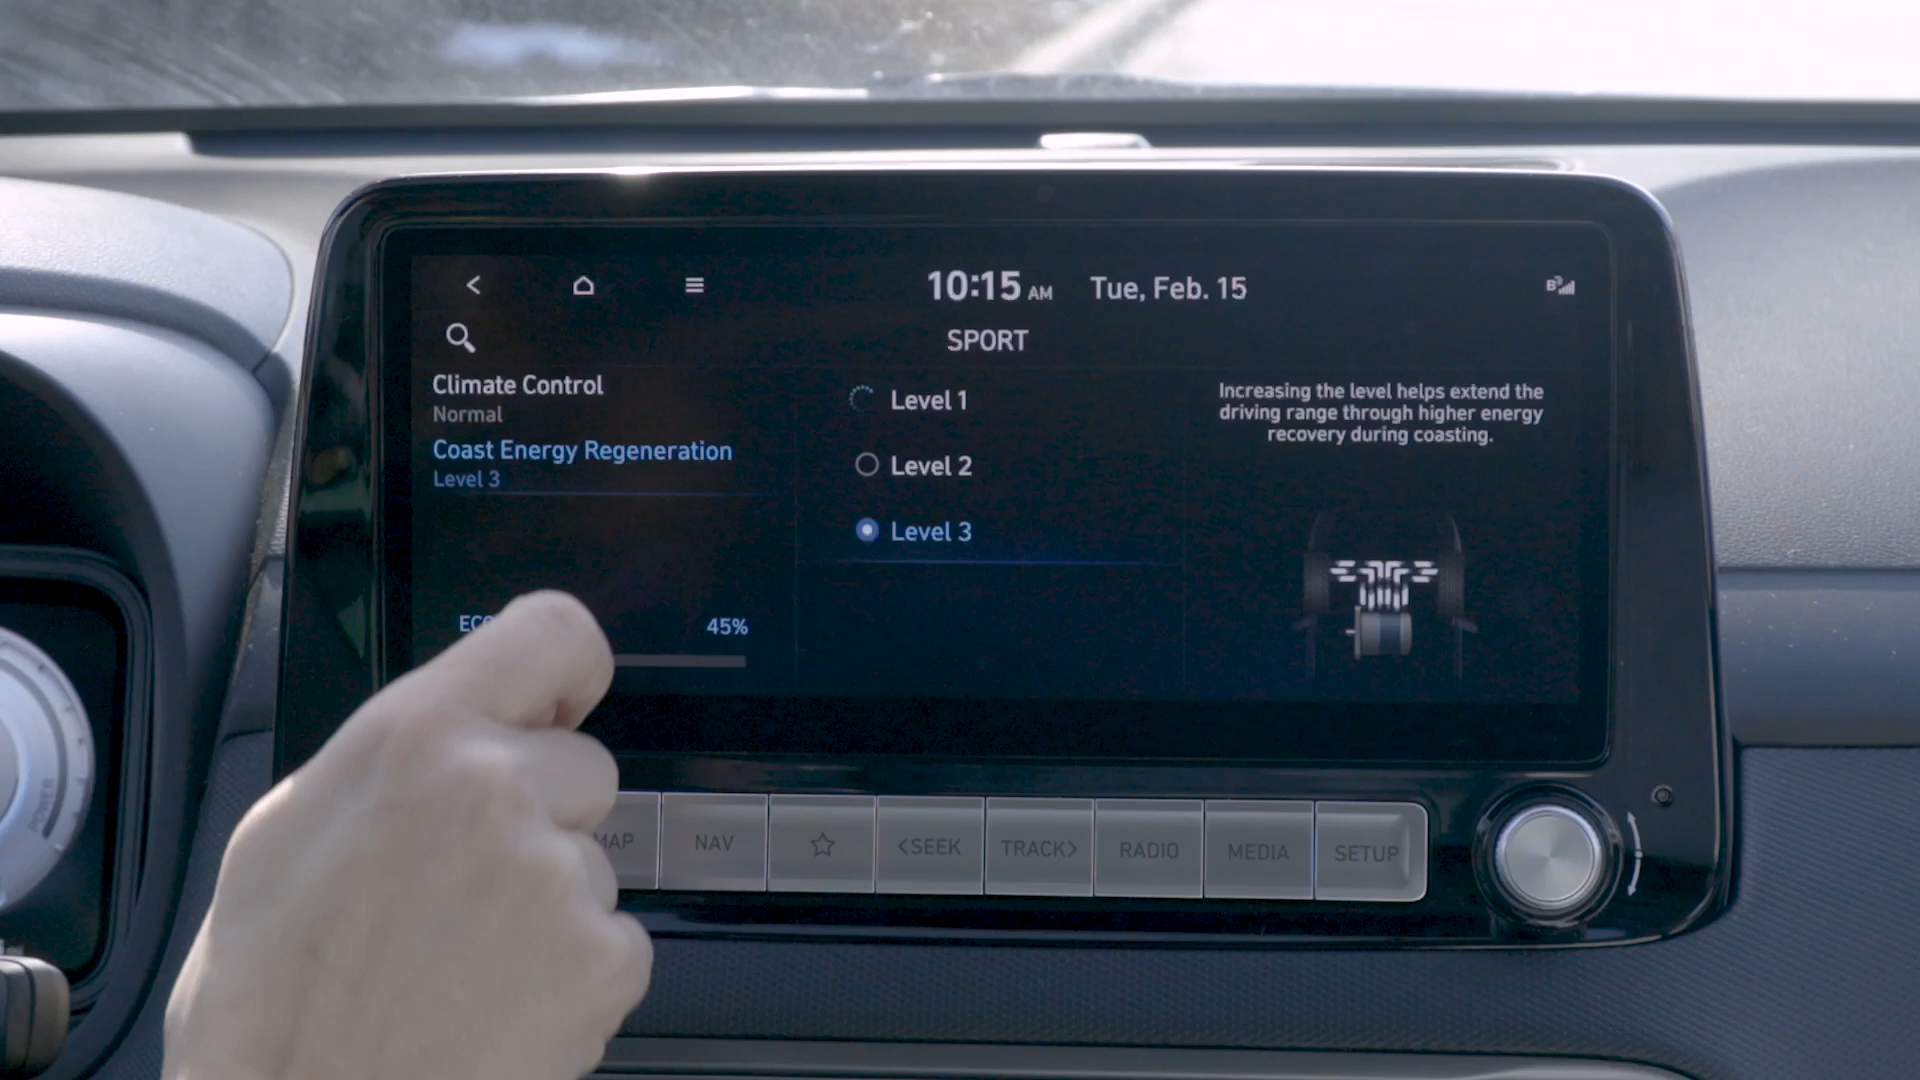 10:15 AM Tue, Feb. 15
SPORT
Climate Control
Normal
Coast Energy Regeneration
Level 3
Level 1
Level 2
Level 3
Increasing the level helps extend the
driving range through higher energy
recovery during coasting.
45%
MAP NAV <SEEK TRACK> RADIO MEDIA SETUP
POWER